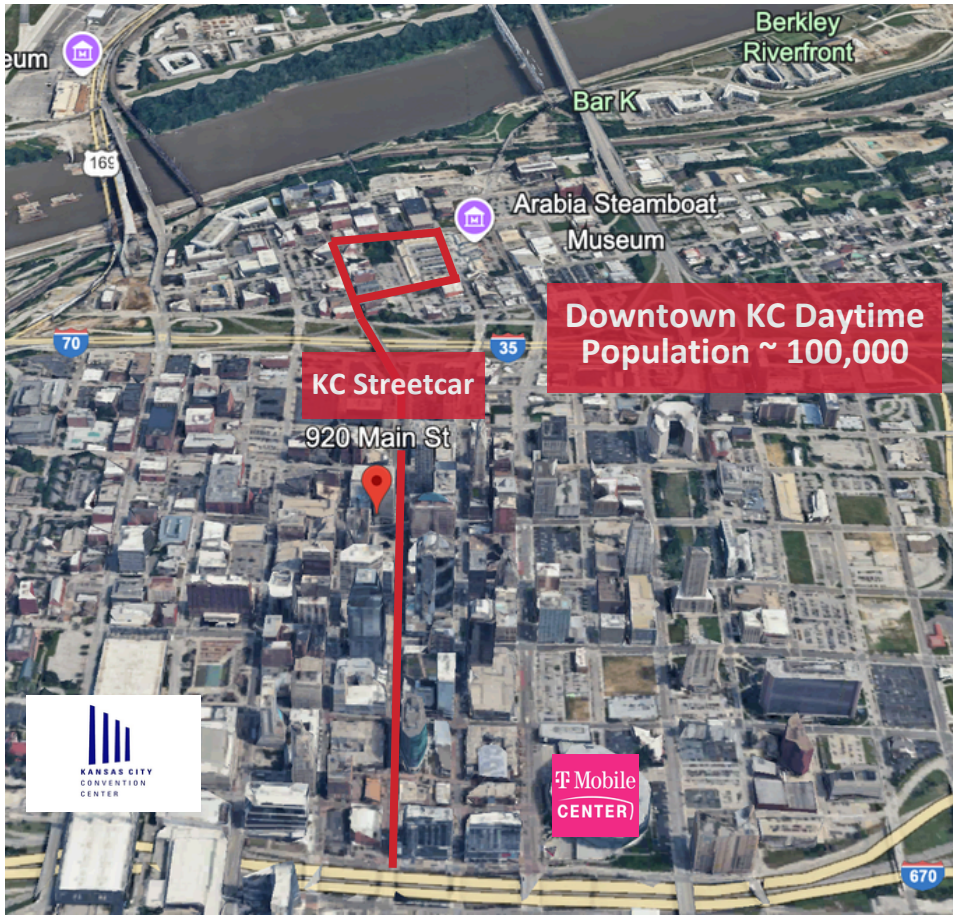 Berkley
Riverfront
eum
Bar K
169
Arabia Steamboat
Museum
Downtown KC Daytime
Population ~ 100,000
70
35
KC Streetcar
920 Main St
KANSAS CITY
CONVENTION
CENTER
T Mobile
CENTER)
670